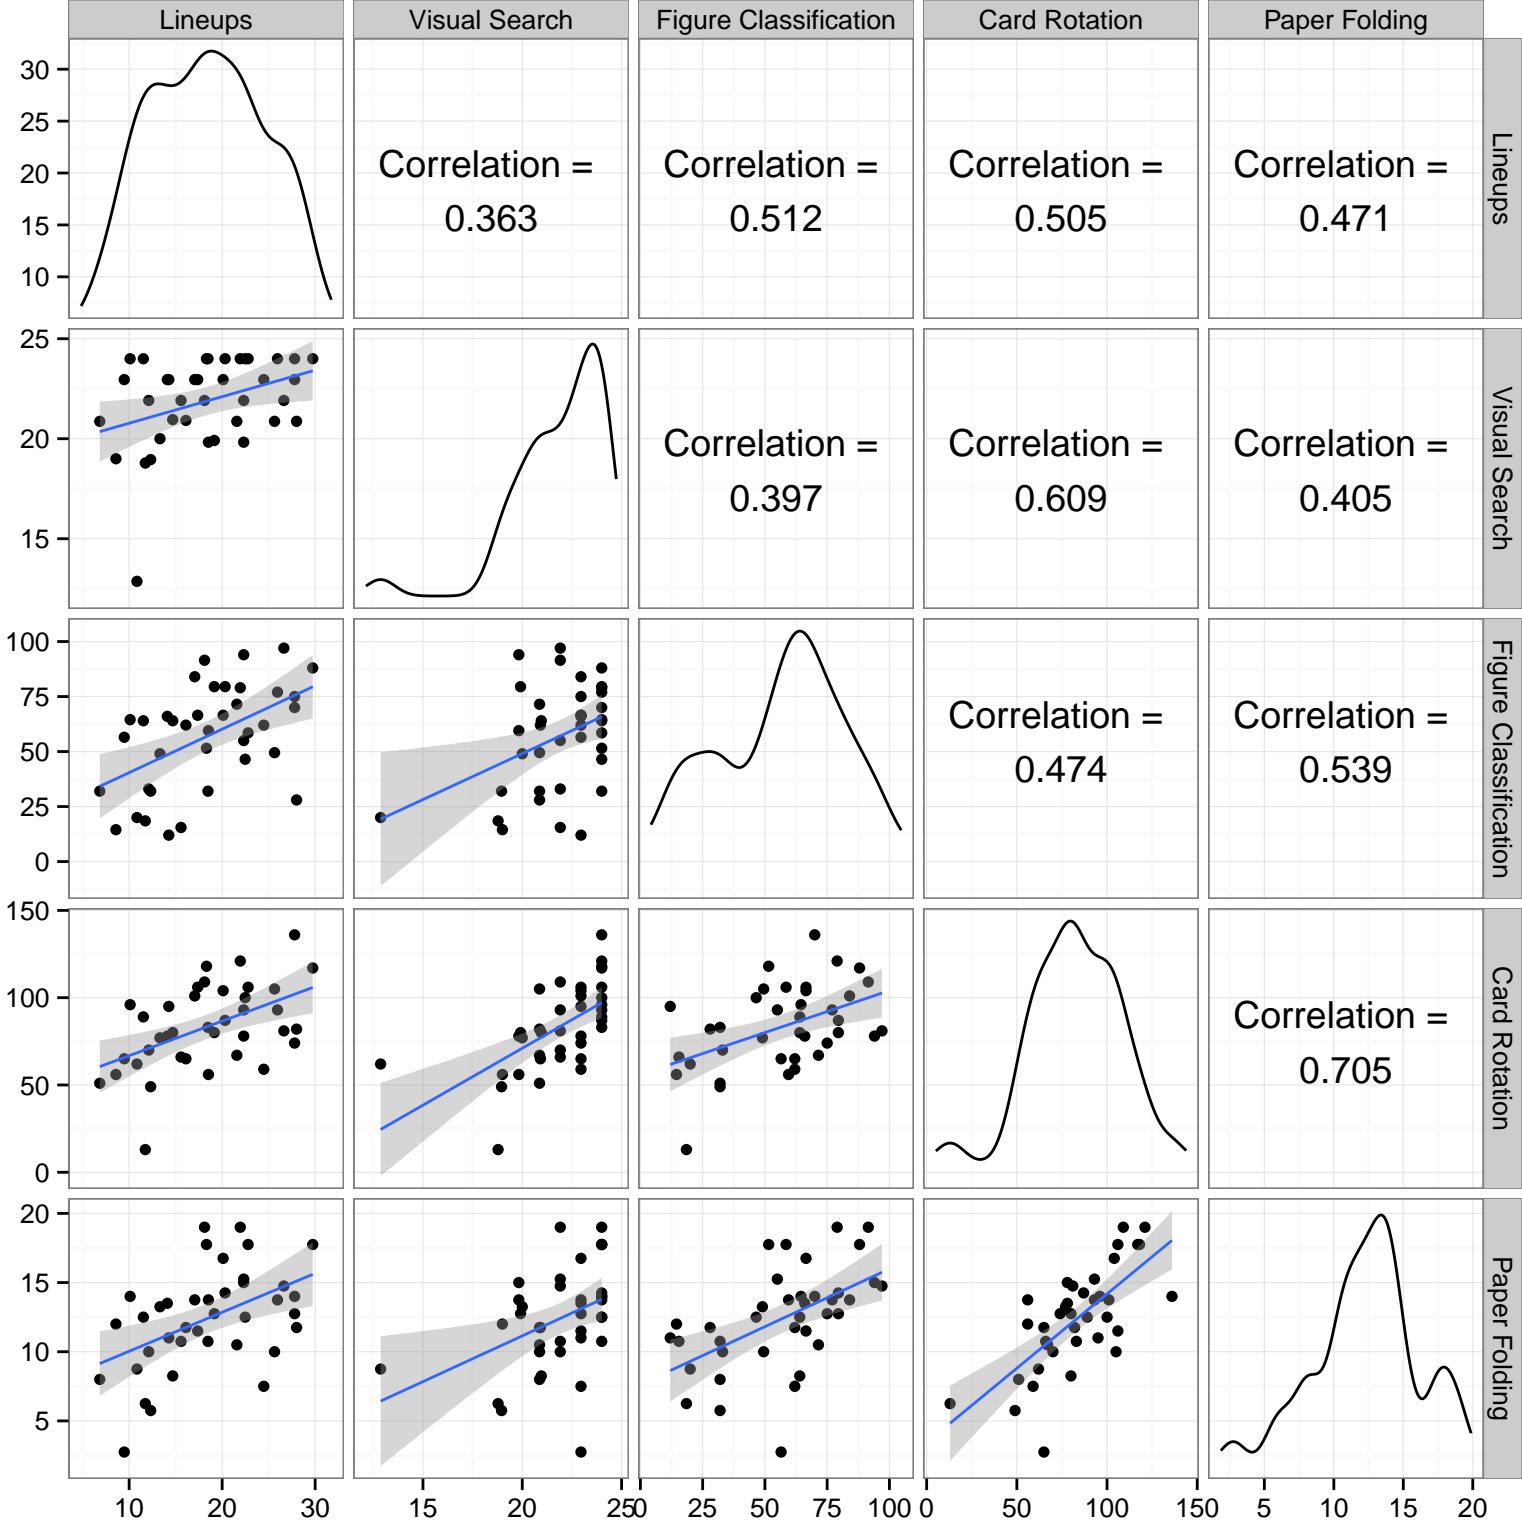 Lineups Visual Search Figure Classification Card Rotation Paper Folding
30
25
20
15
10
Correlation =
0.363
Correlation =
0.512
Correlation =
0.505
Correlation =
0.471
Lineups
25
20
15
Correlation =
0.397
Correlation =
0.609
Correlation =
0.405
Visual Search
100
75
50
25
0
Correlation =
0.474
Correlation =
0.539
Figure Classification
150
100
50
0
Correlation =
0.705
Card Rotation
20
15
10
5
Paper Folding
10 20 30 15 20 25 0 25 50 75 100 0 50 100 150 5 10 15 20